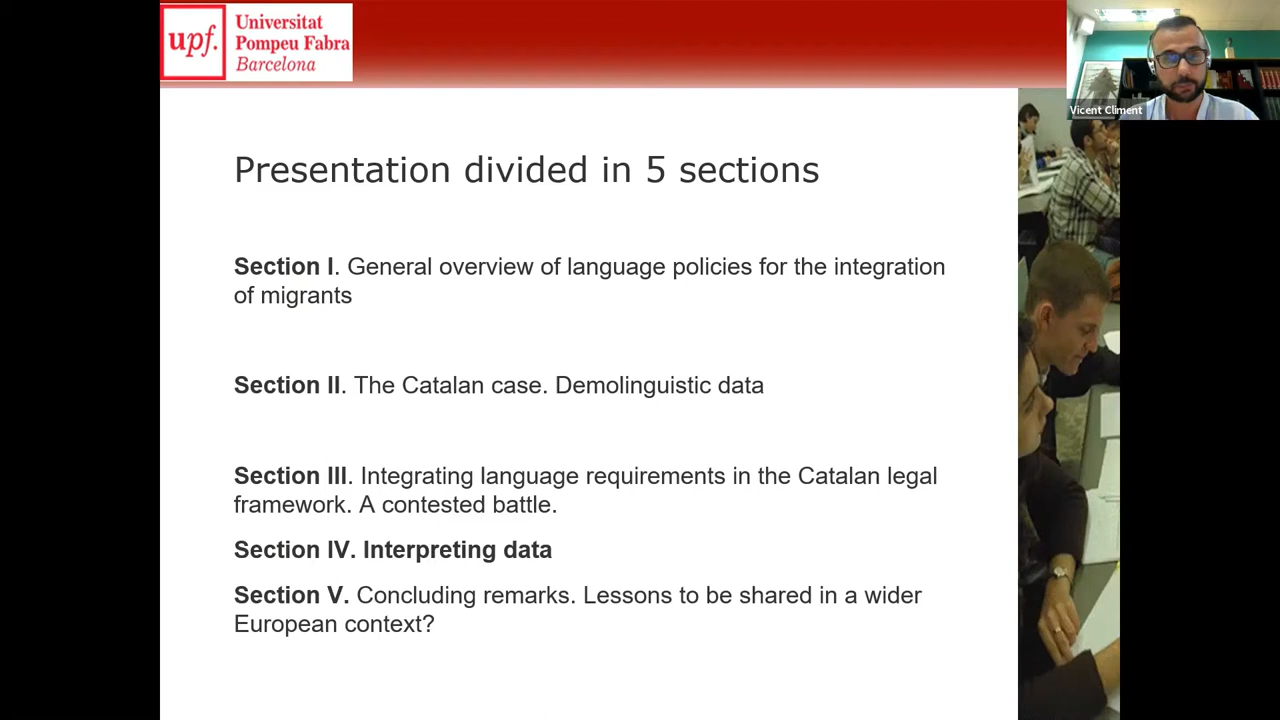 upf.
Universitat
Pompeu Fabra
Barcelona
Vicent Climent
Presentation divided in 5 sections
Section I. General overview of language policies for the integration
of migrants
Section II. The Catalan case. Demolinguistic data
Section III. Integrating language requirements in the Catalan legal
framework. A contested battle.
Section IV. Interpreting data
Section V. Concluding remarks. Lessons to be shared in a wider
European context?